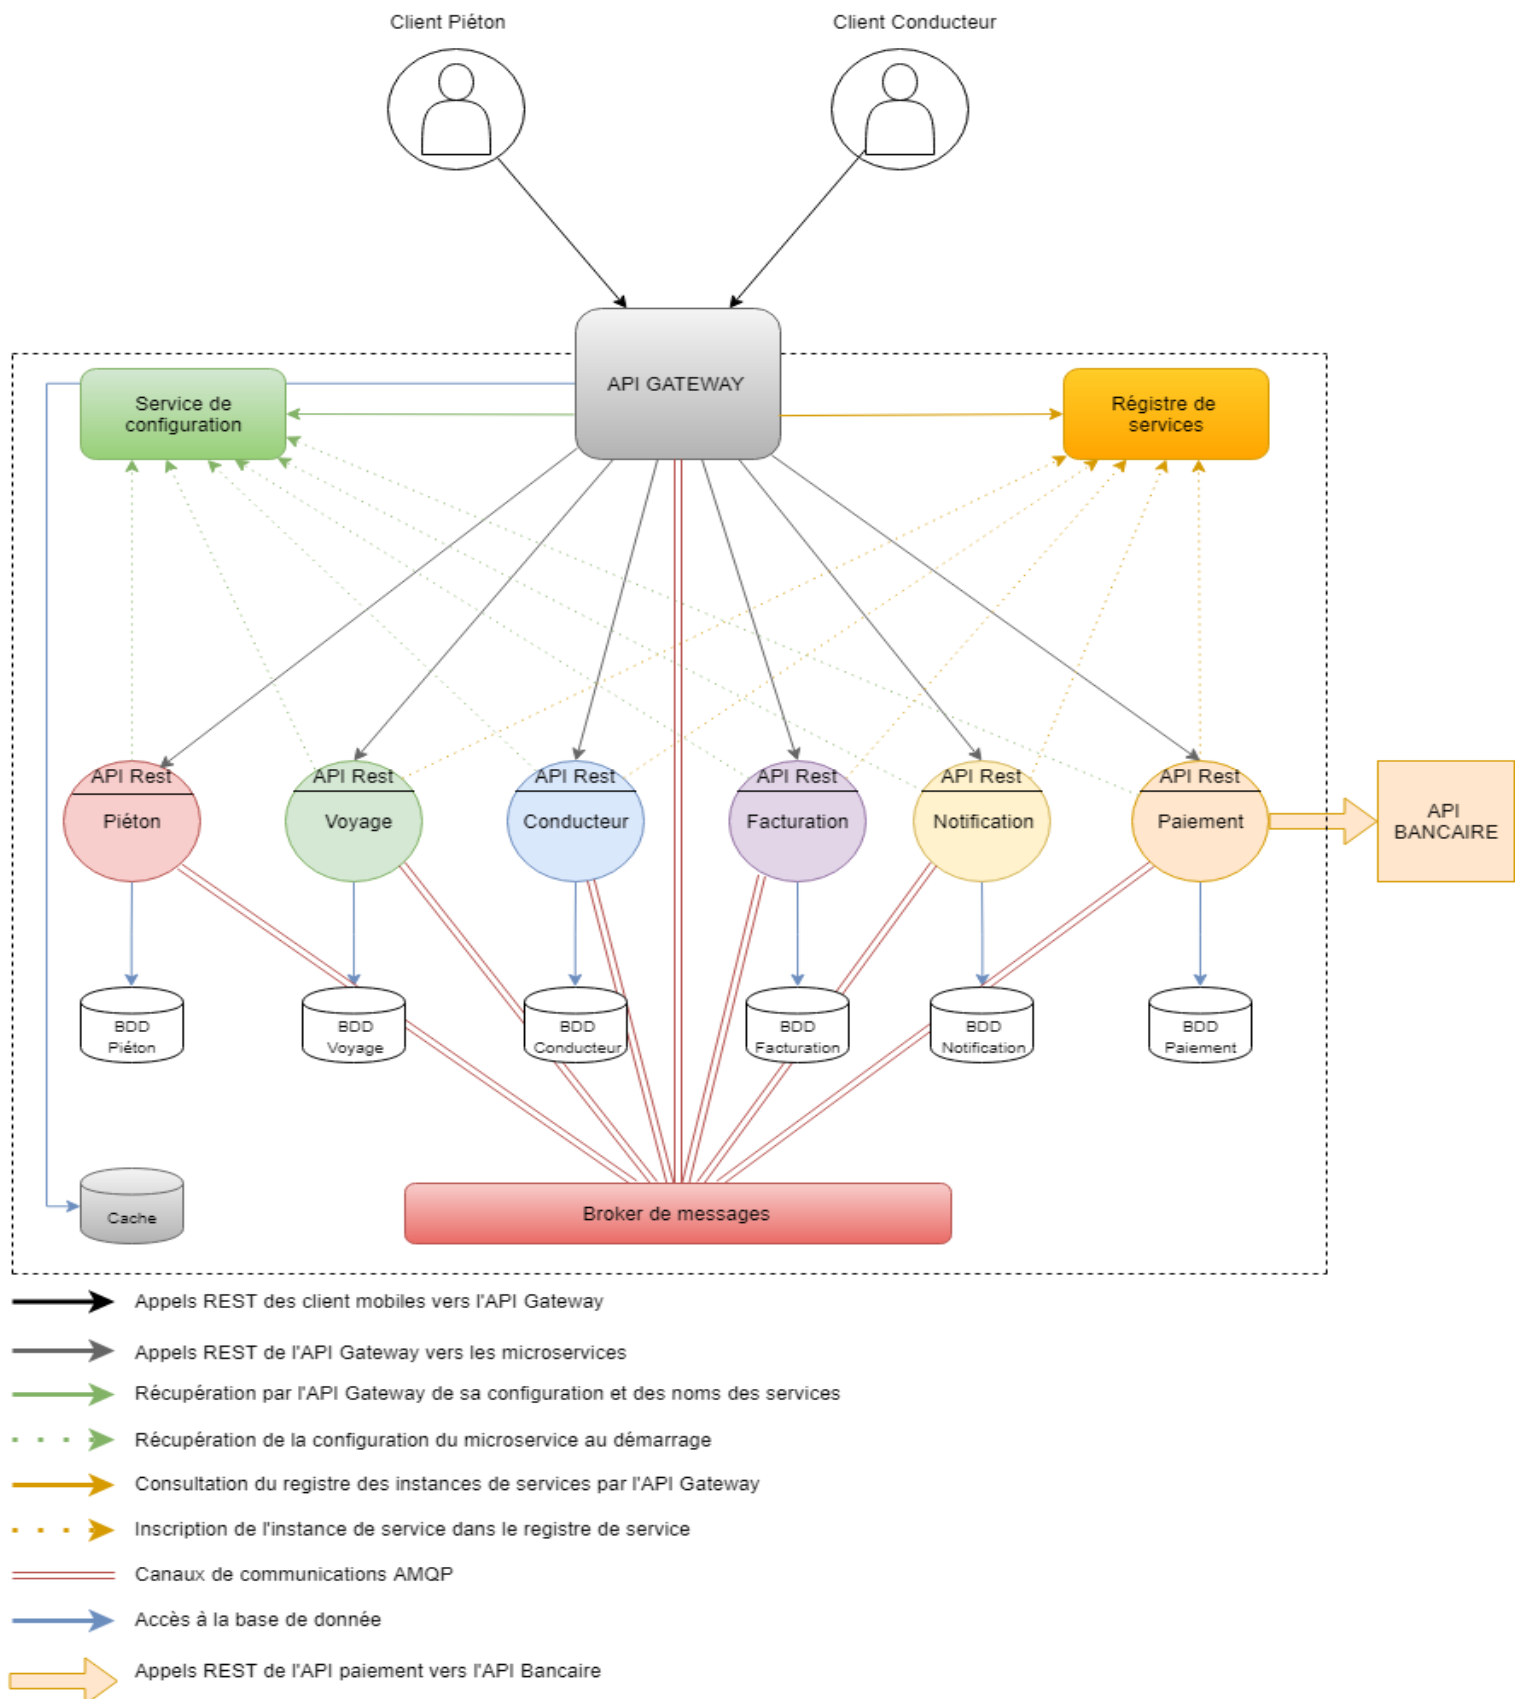 Client Piéton
Client Conducteur
API GATEWAY
Service de
configuration
Régistre de
services
API Rest
Piéton
API Rest
Voyage
API Rest
Conducteur
API Rest
Facturation
API Rest
Notification
API Rest
Paiement
API
BANCAIRE
BDD
Piéton
BDD
Voyage
BDD
Conducteur
BDD
Facturation
BDD
Notification
BDD
Paiement
Cache
Broker de messages
Appels REST des client mobiles vers l'API Gateway
Appels REST de l'API Gateway vers les microservices
Récupération par l'API Gateway de sa configuration et des noms des services
Récupération de la configuration du microservice au démarrage
Consultation du registre des instances de services par l'API Gateway
Inscription de l'instance de service dans le registre de service
Canaux de communications AMQP
Accès à la base de donnée
Appels REST de l'API paiement vers l'API Bancaire